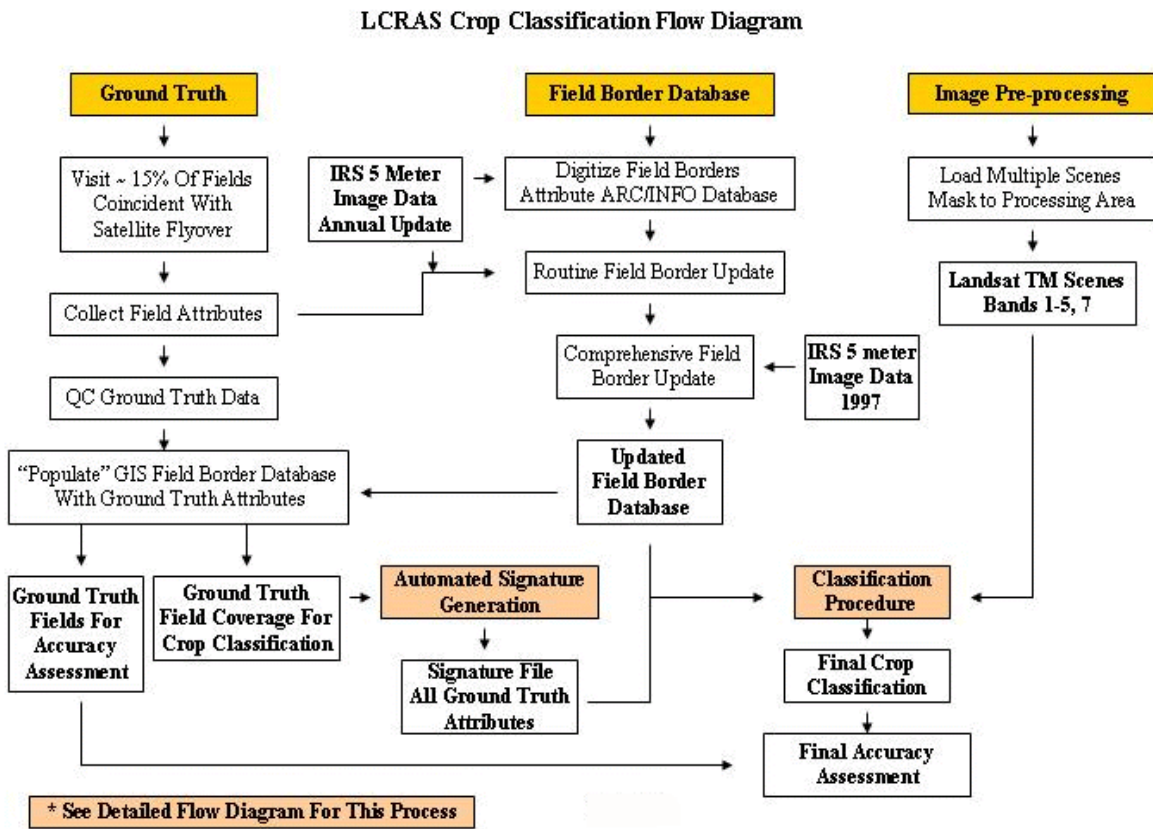 LCRAS Crop Classification Flow Diagram
Ground Truth
Field Border Database
Image Pre-processing
Visit ~ 15% Of Fields
Coincident With
Satellite Flyover
IRS 5 Meter
Image Data
Annual Update
Digitize Field Borders
Attribute ARC/INFO Database
Load Multiple Scenes
Mask to Processing Area
Routine Field Border Update
Landsat TM Scenes
Bands 1-5, 7
Collect Field Attributes
Comprehensive Field
Border Update
IRS 5 meter
Image Data
1997
QC Ground Truth Data
"Populate" GIS Field Border Database
With Ground Truth Attributes
Updated
Field Border
Database
Ground Truth
Fields For
Accuracy
Assessment
Ground Truth
Field Coverage For
Crop Classification
Automated Signature
Generation
Classification
Procedure
Signature File
All Ground Truth
Attributes
Final Crop
Classification
Final Accuracy
Assessment
* See Detailed Flow Diagram For This Process